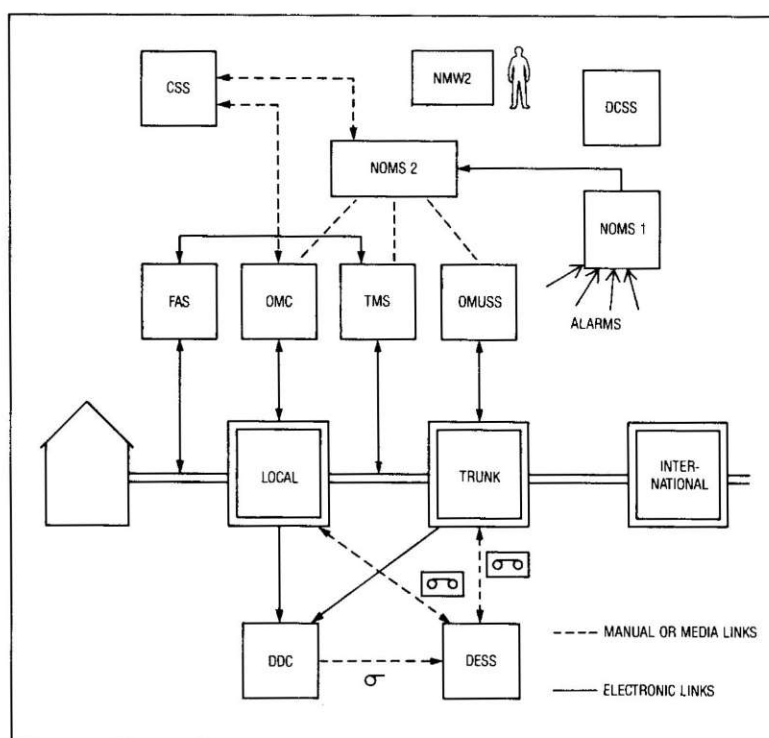 CSS
NMW2
DCSS
NOMS 2
NOMS 1
FAS
OMC
TMS
OMUSS
ALARMS
LOCAL
TRUNK
INTER-
NATIONAL
DDC
DESS
MANUAL OR MEDIA LINKS
ELECTRONIC LINKS